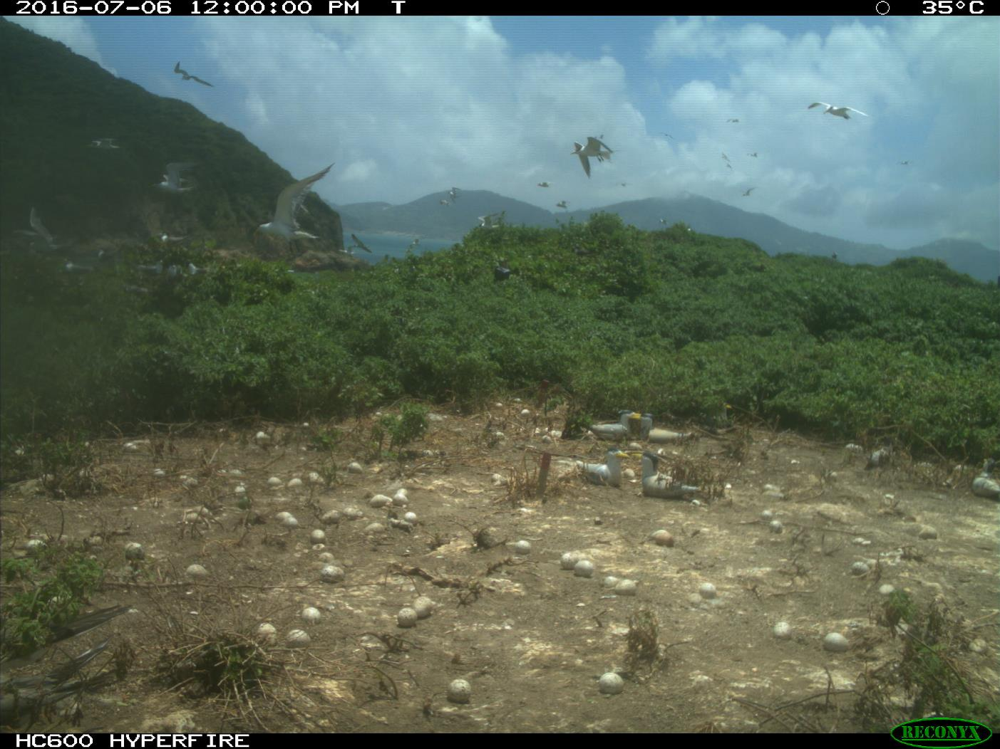 2016-07-06 12:00:00 PM T 35°C
HC600 HYPERFIRE
RECONYX